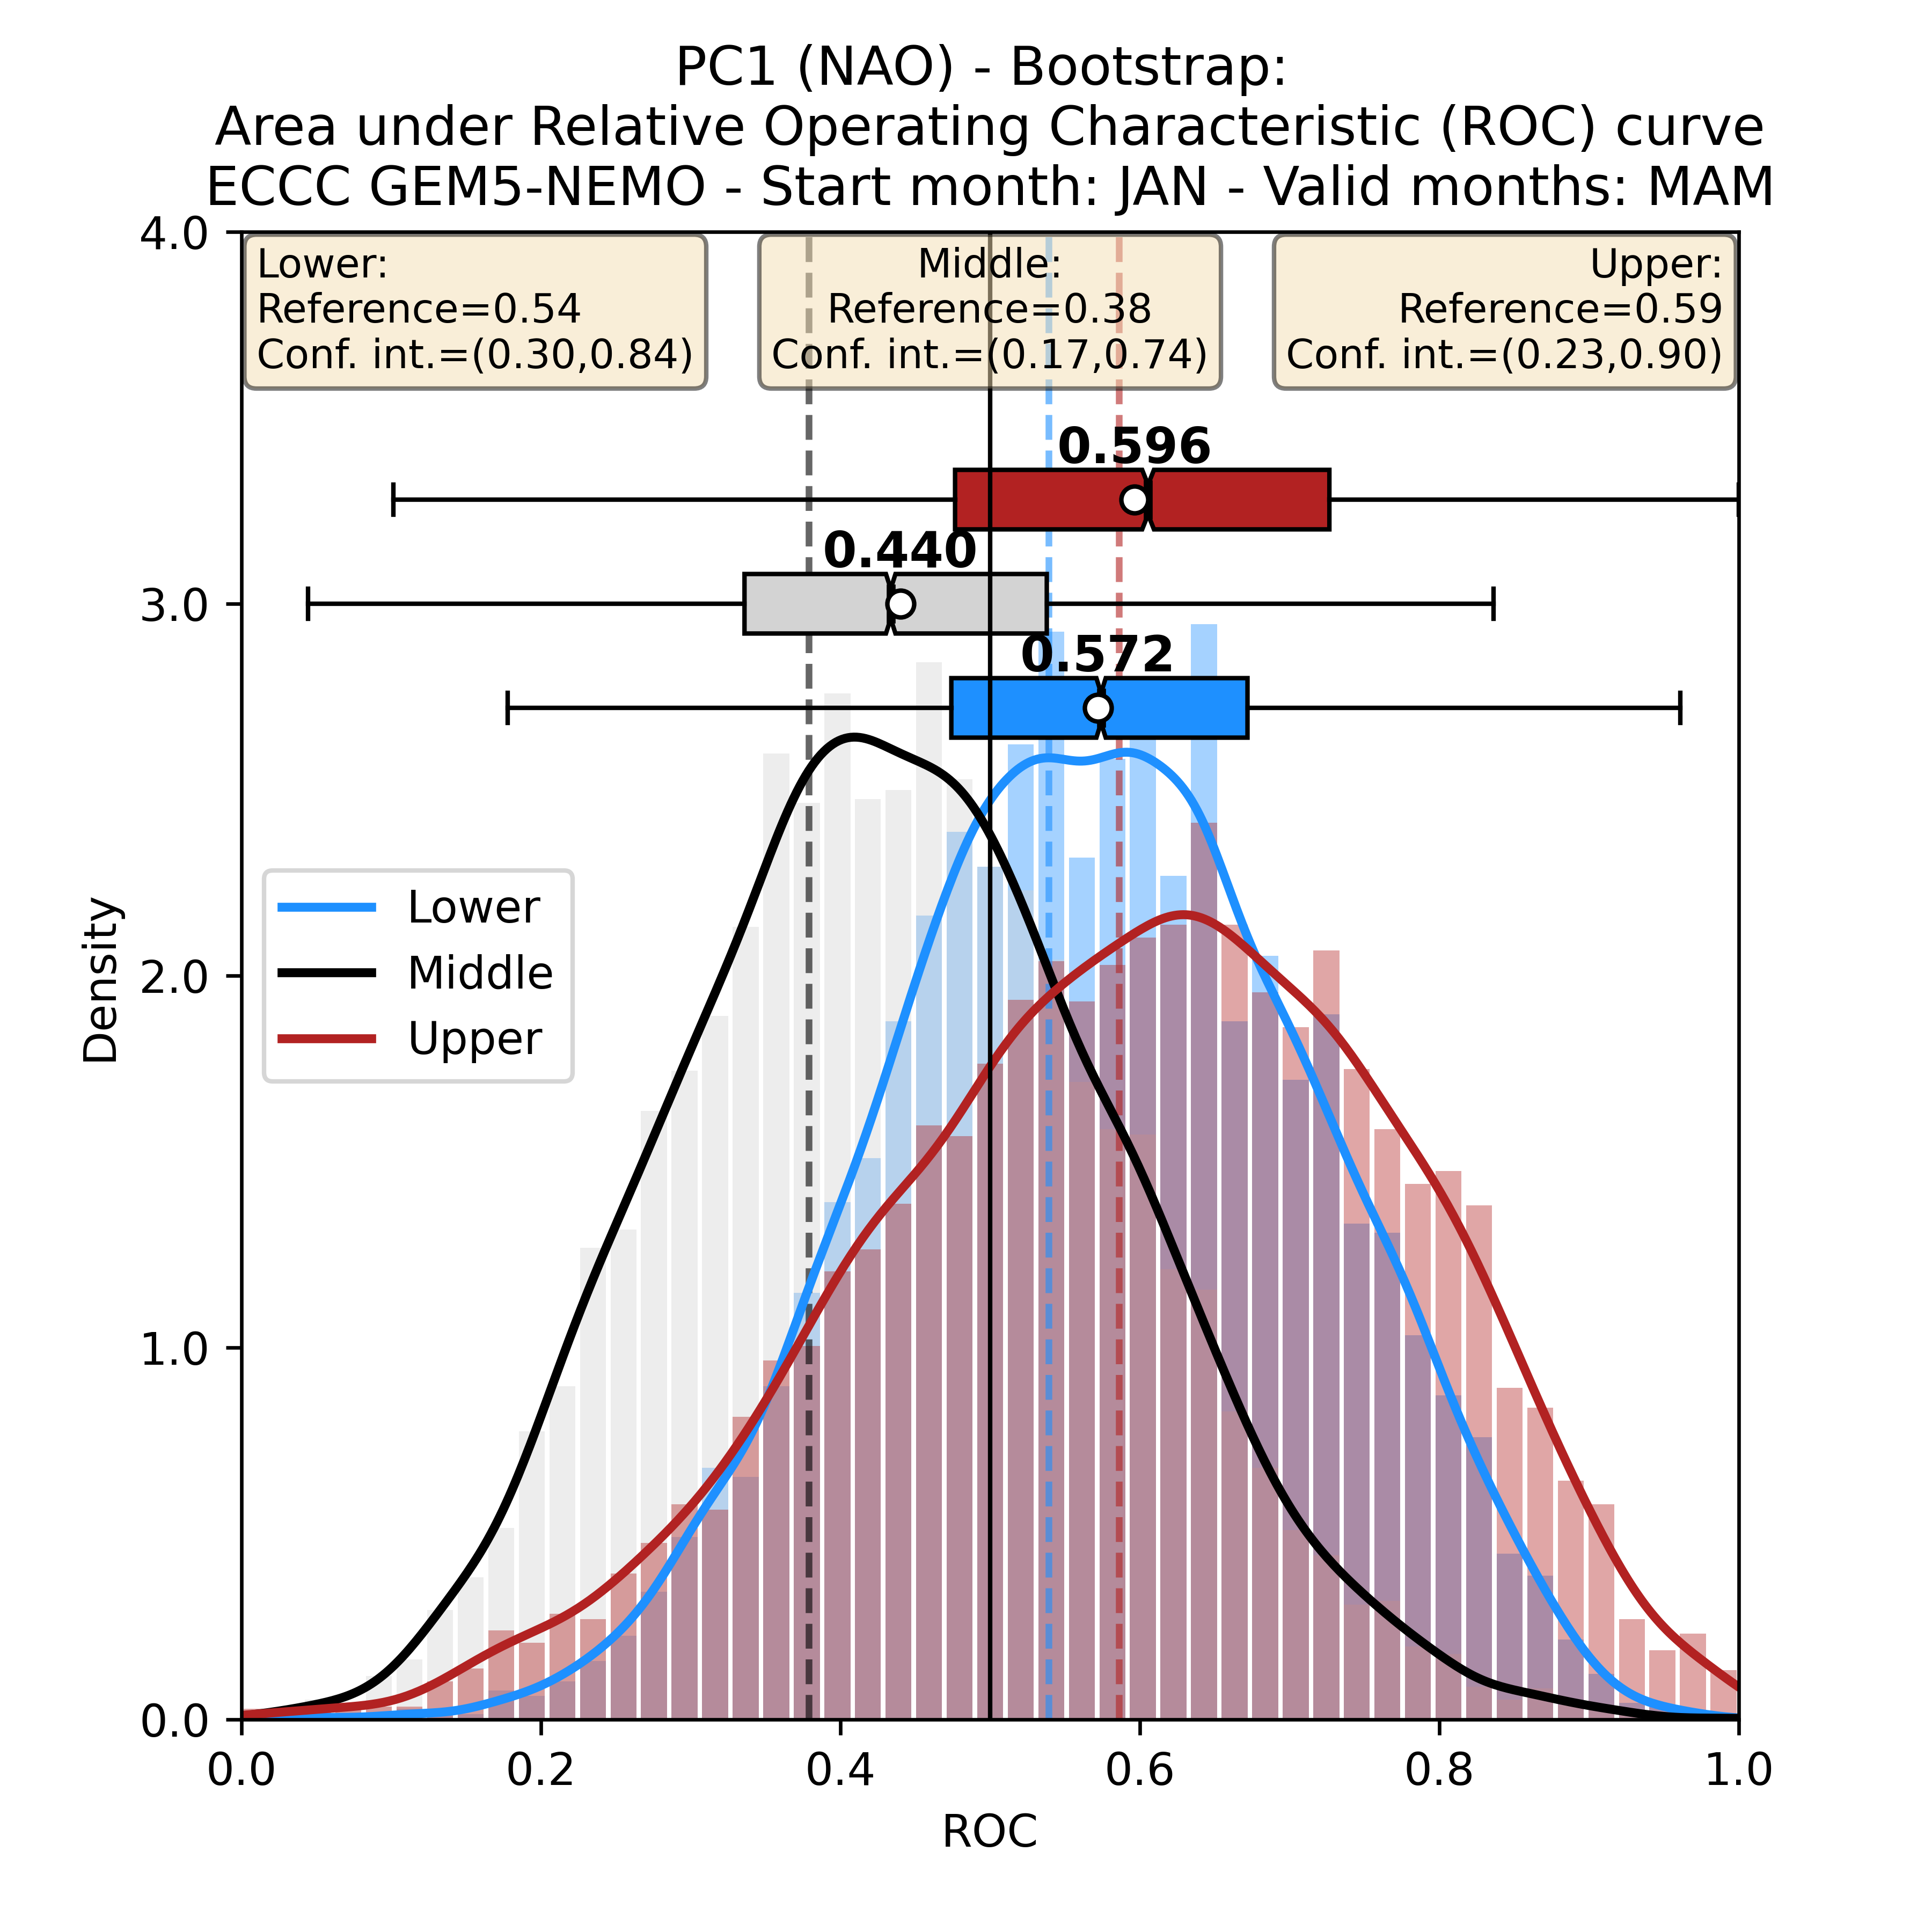 PC1 (NAO) - Bootstrap:
Area under Relative Operating Characteristic (ROC) curve
ECCC GEM5-NEMO - Start month: JAN - Valid months: MAM
4.0
Lower:
Reference=0.54
Conf. int.=(0.30,0.84)
Middle:
Reference=0.38
Conf. int.=(0.17,0.74)
Upper:
Reference=0.59
Conf. int.=(0.23,0.90)
0.596
0.440
3.0
0.572
Lower
Middle
Upper
Density
2.0
1.0
0.0
0.0
0.2
0.4
0.6
0.8
1.0
ROC